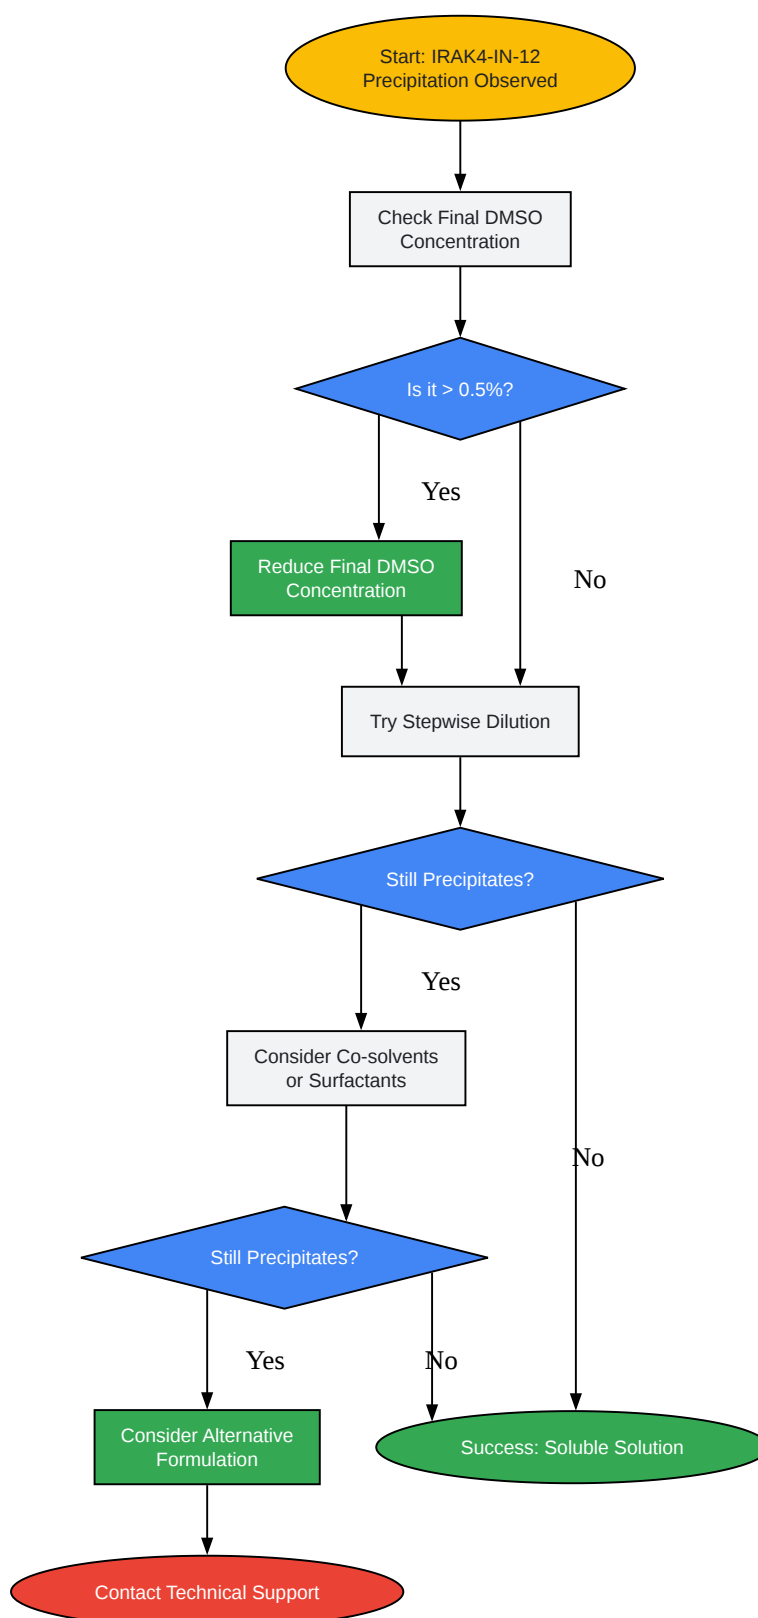 Start: IRAK4-IN-12
Precipitation Observed
Check Final DMSO
Concentration
Is it > 0.5%?
Yes
Reduce Final DMSO
Concentration
No
Try Stepwise Dilution
Still Precipitates?
Yes
Consider Co-solvents
or Surfactants
No
Still Precipitates?
Yes
No
Consider Alternative
Formulation
Success: Soluble Solution
Contact Technical Support